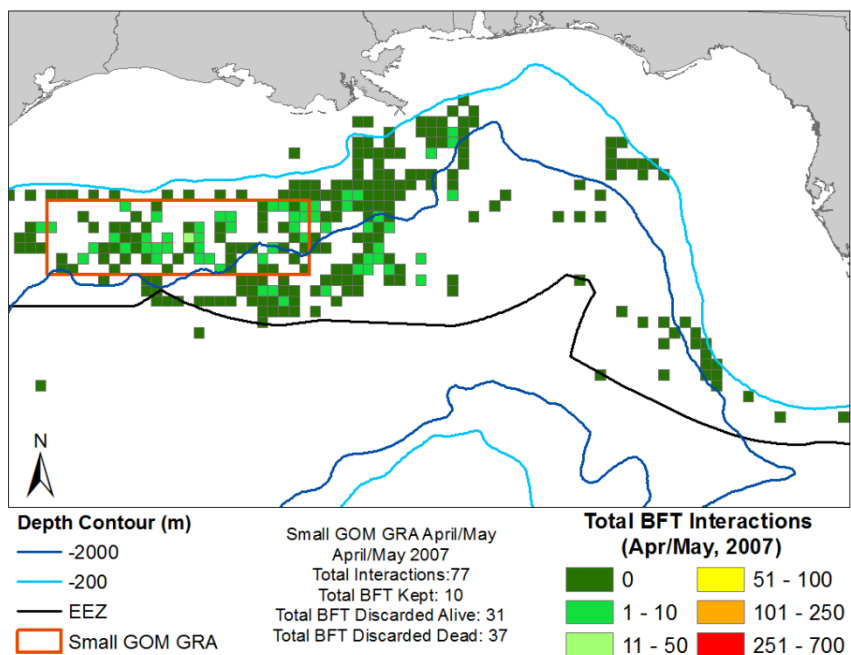 N
Depth Contour (m)
-2000
-200
EEZ
Small GOM GRA
Small GOM GRA April/May
April/May 2007
Total Interactions:77
Total BFT Kept: 10
Total BFT Discarded Alive: 31
Total BFT Discarded Dead: 37
Total BFT Interactions
(Apr/May, 2007)
0
1 - 10
11 - 50
51 - 100
101 - 250
251 - 700